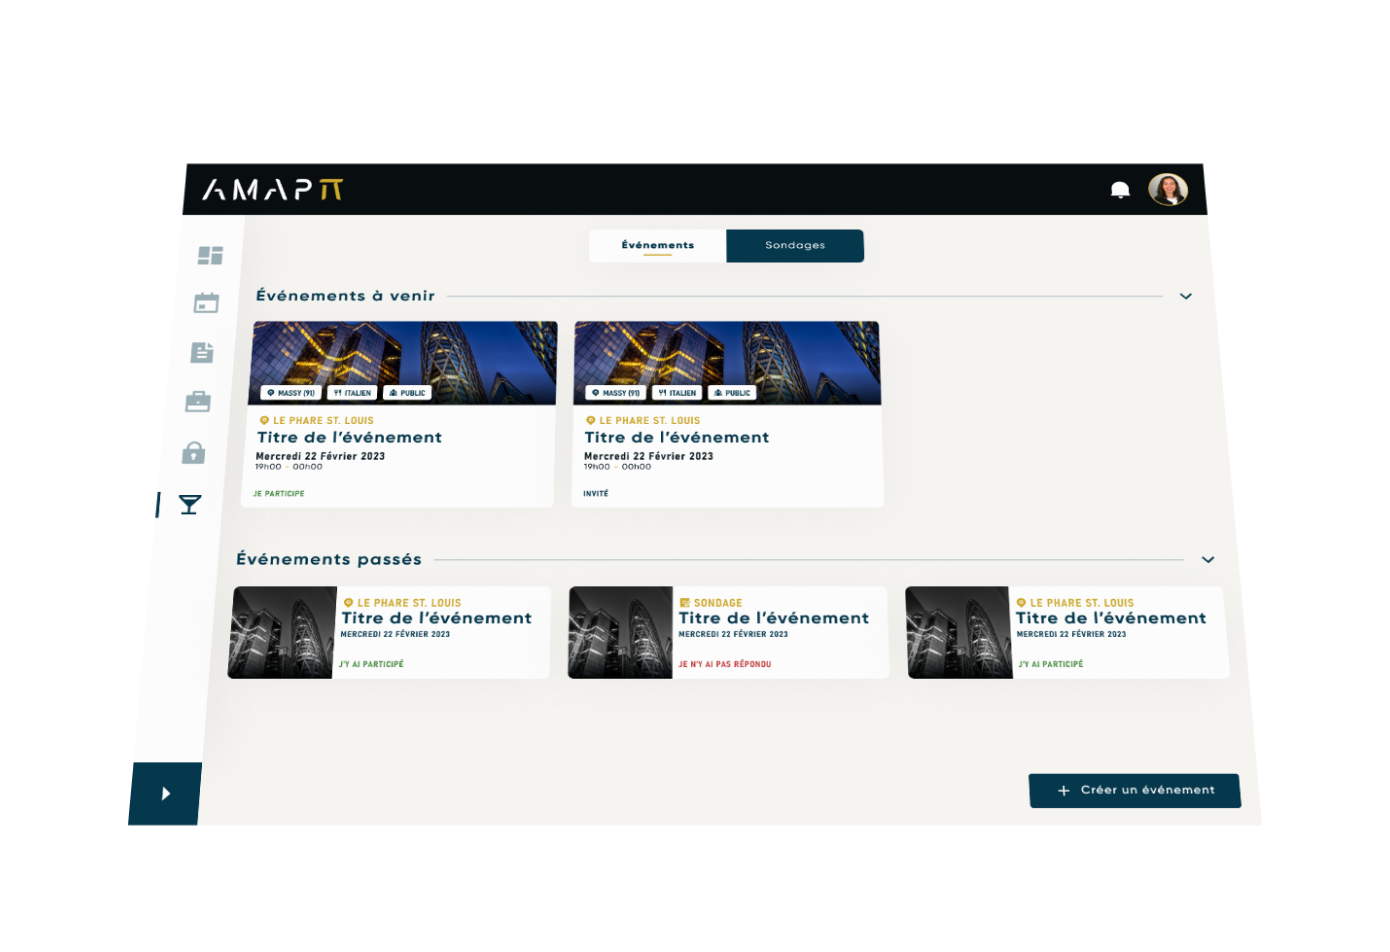 AMAPIT
Événements
Sondages
Événements à venir
MASSY (91)
ITALIEN
PUBLIC
LE PHARE ST. LOUIS
Titre de l'événement
Mercredi 22 Février 2023
19h00 - 00h00
JE PARTICIPE
MASSY (91)
ITALIEN
PUBLIC
LE PHARE ST. LOUIS
Titre de l'événement
Mercredi 22 Février 2023
19h00 - 00h00
INVITÉ
Événements passés
LE PHARE ST. LOUIS
Titre de l'événement
MERCREDI 22 FÉVRIER 2023
J'Y AI PARTICIPÉ
SONDAGE
Titre de l'événement
MERCREDI 22 FÉVRIER 2023
JE N'Y AI PAS RÉPONDU
LE PHARE ST. LOUIS
Titre de l'événement
MERCREDI 22 FÉVRIER 2023
J'Y AI PARTICIPÉ
+ Créer un événement